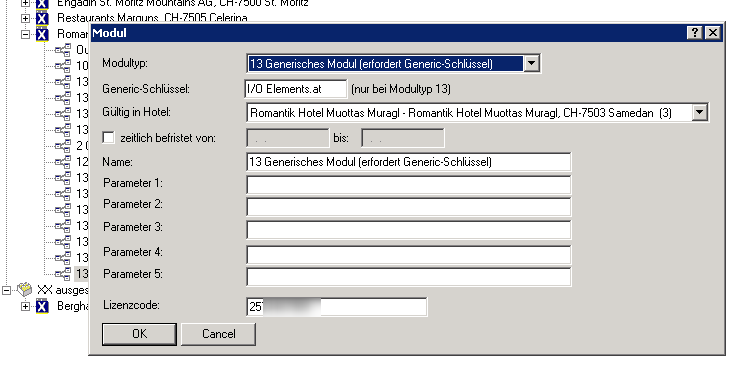 Engadin St. Moritz Mountains AG, CH-7500 St. Moritz
Restaurants Marguns, CH-7505 Celerina
Romar
Modul
Modultyp: 13 Generisches Modul (erfordert Generic-Schlüssel)
Generic-Schlüssel: I/O Elements.at (nur bei Modultyp 13)
Gültig in Hotel: Romantik Hotel Muottas Muragl - Romantik Hotel Muottas Muragl, CH-7503 Samedan (3)
zeitlich befristet von: . . bis: . .
Name: 13 Generisches Modul (erfordert Generic-Schlüssel)
Parameter 1:
Parameter 2:
Parameter 3:
Parameter 4:
Parameter 5:
Lizenzcode: 25
OK Cancel
10
13
13
13
13
2 0
12
13
13
13
13
13
13
13
XX ausges
Bergha